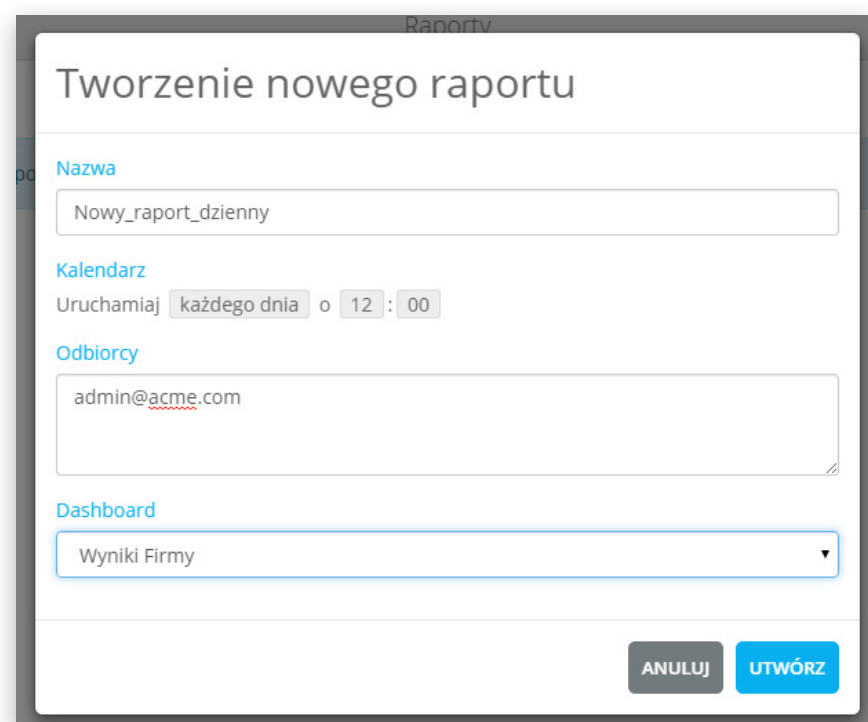 Raporty
Tworzenie nowego raportu
po
Nazwa
Nowy_raport_dzienny
Kalendarz
Uruchamiaj każdego dnia o 12 : 00
Odbiorcy
admin@acme.com
Dashboard
Wyniki Firmy
ANULUJ UTWÓRZ